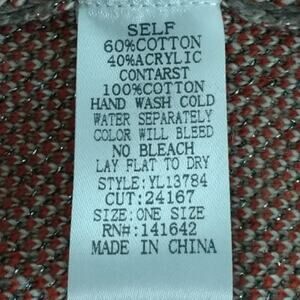 SELF
60%COTTON
40%ACRYLIC
CONTARST
100%COTTON
HAND WASH COLD
WATER SEPARATELY
COLOR WILL BLEED
NO BLEACH
LAY FLAT TO DRY
STYLE:YL13784
CUT:24167
SIZE:ONE SIZE
RN#:141642
MADE IN CHINA